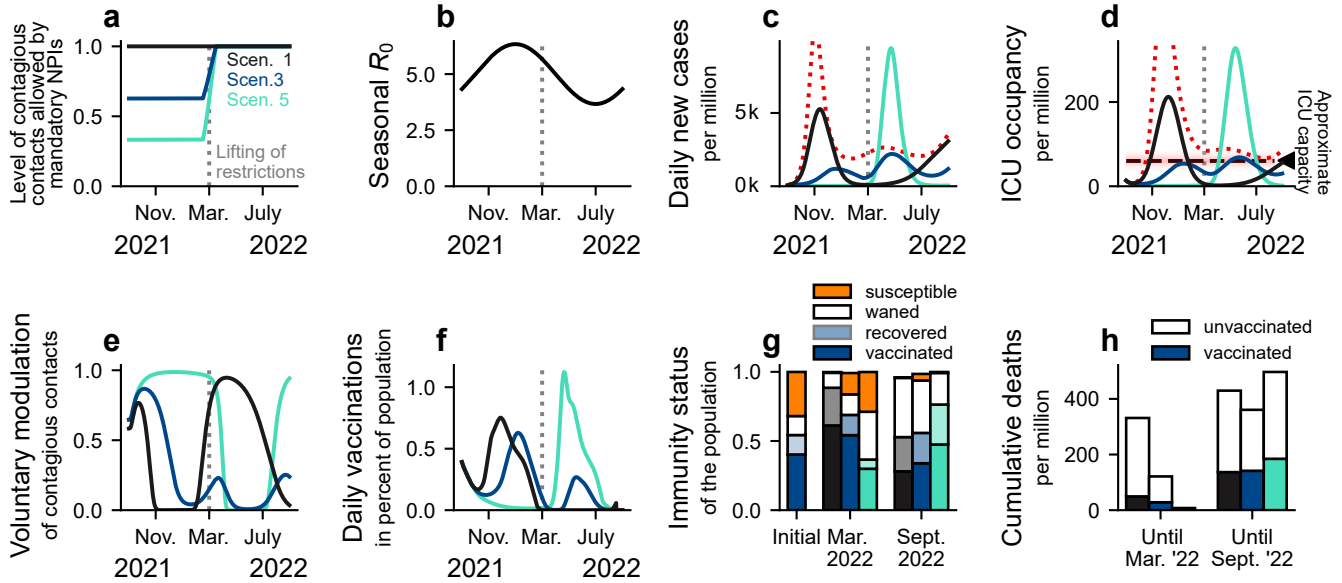 a
Level of contagious
contacts allowed by
mandatory NPIs
1.0
0.5
0.0
Scen. 1
Scen.3
Scen. 5
Lifting of
restrictions
Nov. Mar. July
2021 2022
b
Seasonal R0
5.0
2.5
0.0
Nov. Mar. July
2021 2022
c
Daily new cases
per million
5k
0k
Nov. Mar. July
2021 2022
d
ICU occupancy
per million
200
0
Approximate
ICU capacity
Nov. Mar. July
2021 2022
e
Voluntary modulation
of contagious contacts
1.0
0.5
0.0
Nov. Mar. July
2021 2022
f
Daily vaccinations
in percent of population
1.0
0.5
0.0
Nov. Mar. July
2021 2022
susceptible
waned
recovered
vaccinated
g
Immunity status
of the population
1.0
0.5
0.0
Initial Mar. Sept.
2022 2022
unvaccinated
vaccinated
h
Cumulative deaths
per million
400
200
0
Until Until
Mar. '22 Sept. '22